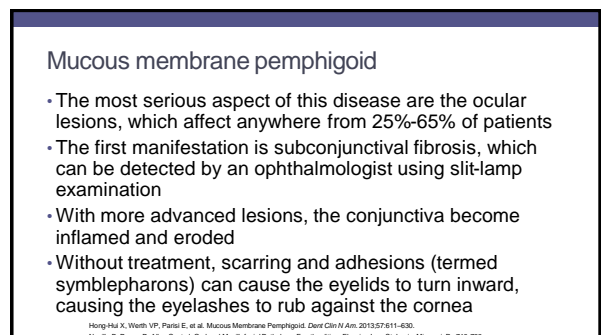 Mucous membrane pemphigoid
• The most serious aspect of this disease are the ocular
lesions, which affect anywhere from 25%-65% of patients
• The first manifestation is subconjunctival fibrosis, which
can be detected by an ophthalmologist using slit-lamp
examination
• With more advanced lesions, the conjunctiva become
inflamed and eroded
• Without treatment, scarring and adhesions (termed
symblepharons) can cause the eyelids to turn inward,
causing the eyelashes to rub against the cornea
Hong-Hui X, Werth VP, Parisi E, et al. Mucous Membrane Pemphigoid. Dent Clin N Am. 2013;57:611–630.